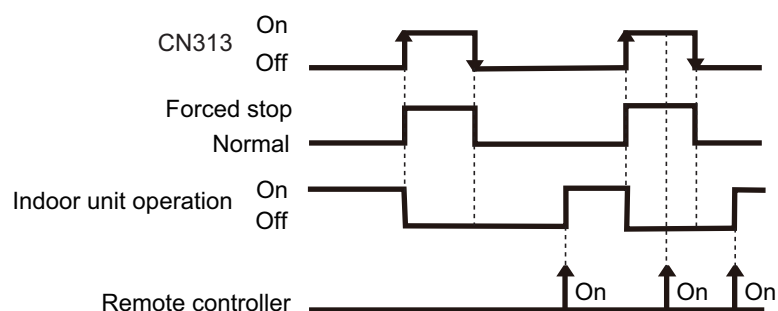 CN313
On
Off
Forced stop
Normal
Indoor unit operation
On
Off
Remote controller
On
On
On